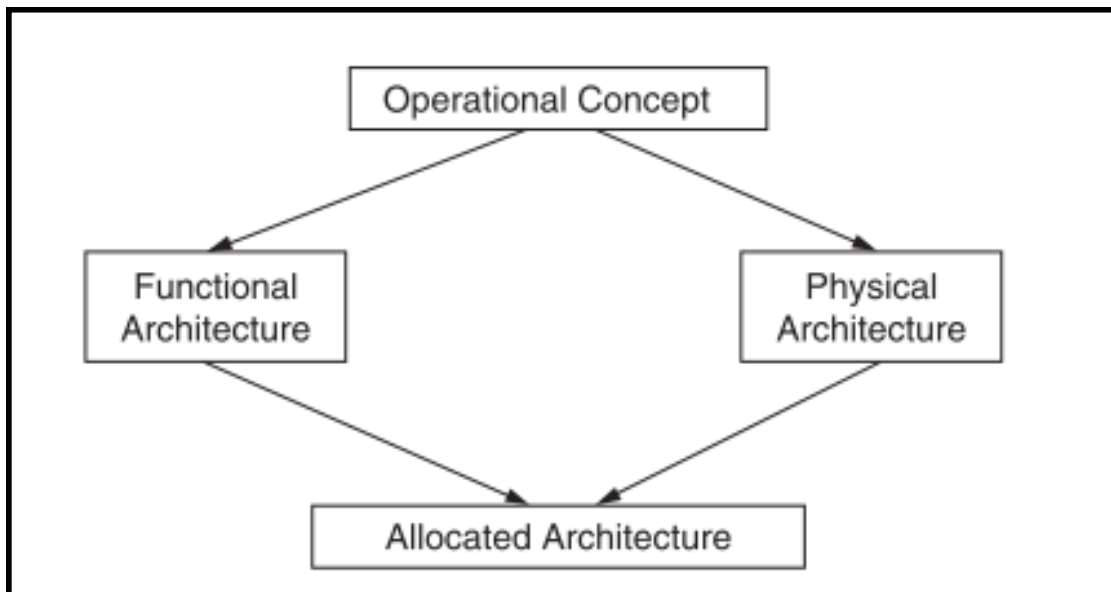 Operational Concept
Functional
Architecture
Physical
Architecture
Allocated Architecture